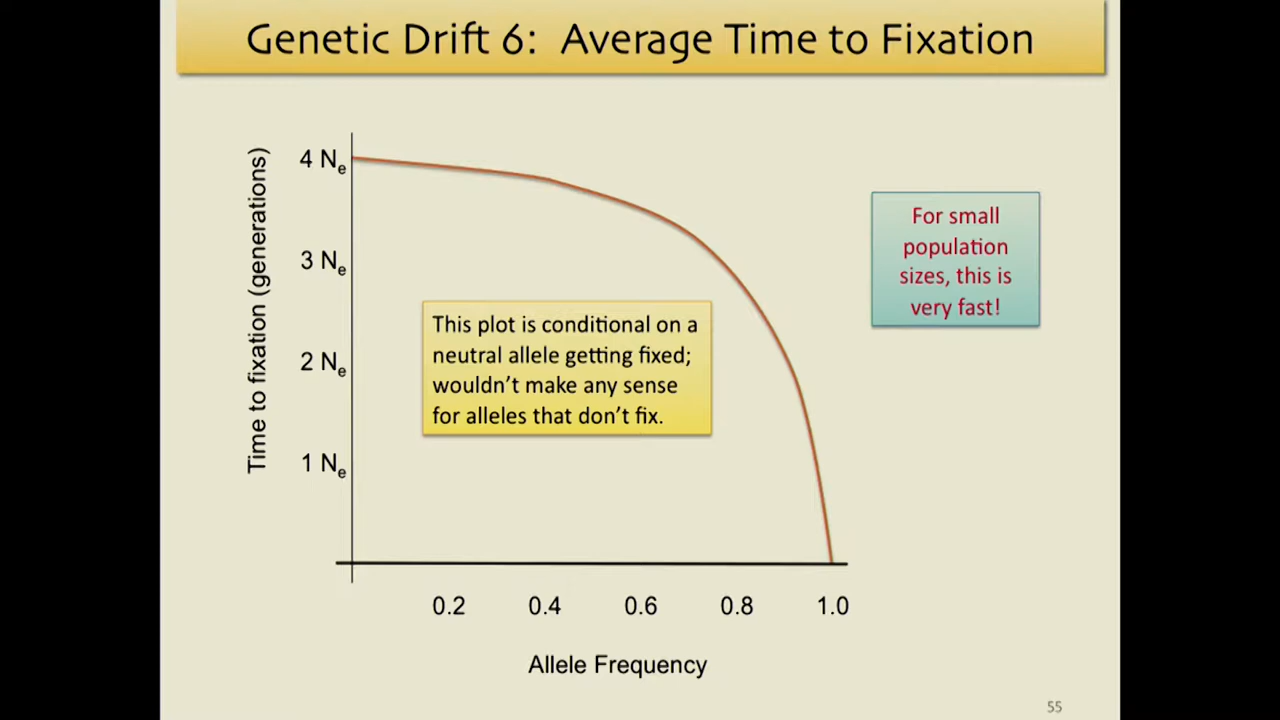 Genetic Drift 6: Average Time to Fixation
Time to fixation (generations)
4 Ne
3 Ne
2 Ne
1 Ne
This plot is conditional on a
neutral allele getting fixed;
wouldn't make any sense
for alleles that don't fix.
For small
population
sizes, this is
very fast!
0.2 0.4 0.6 0.8 1.0
Allele Frequency
55